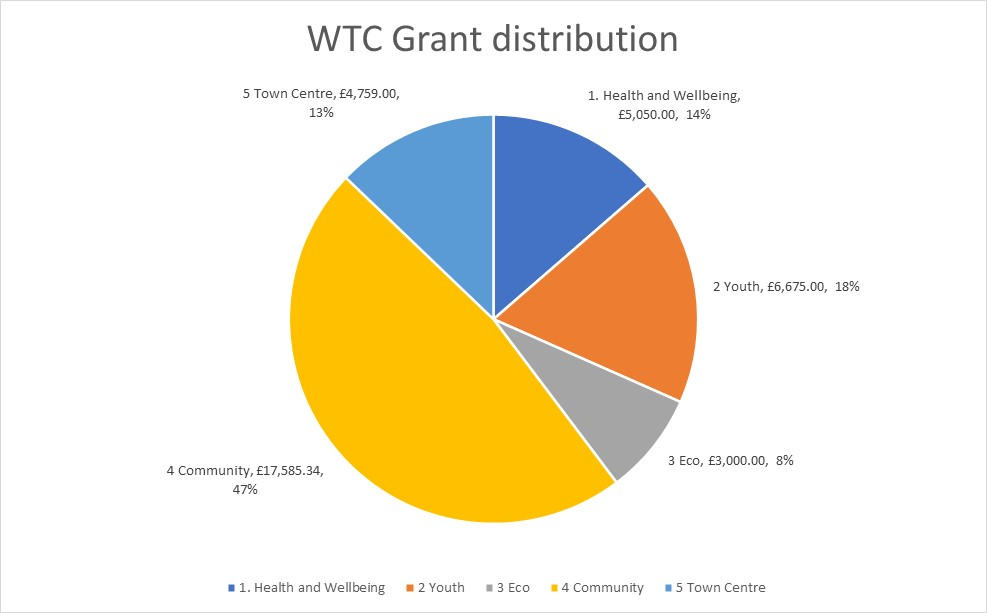 WTC Grant distribution
5 Town Centre, £4,759.00,
13%
1. Health and Wellbeing,
£5,050.00,  14%
2 Youth, £6,675.00,  18%
3 Eco, £3,000.00,  8%
4 Community, £17,585.34,
47%
1. Health and Wellbeing
2 Youth
3 Eco
4 Community
5 Town Centre